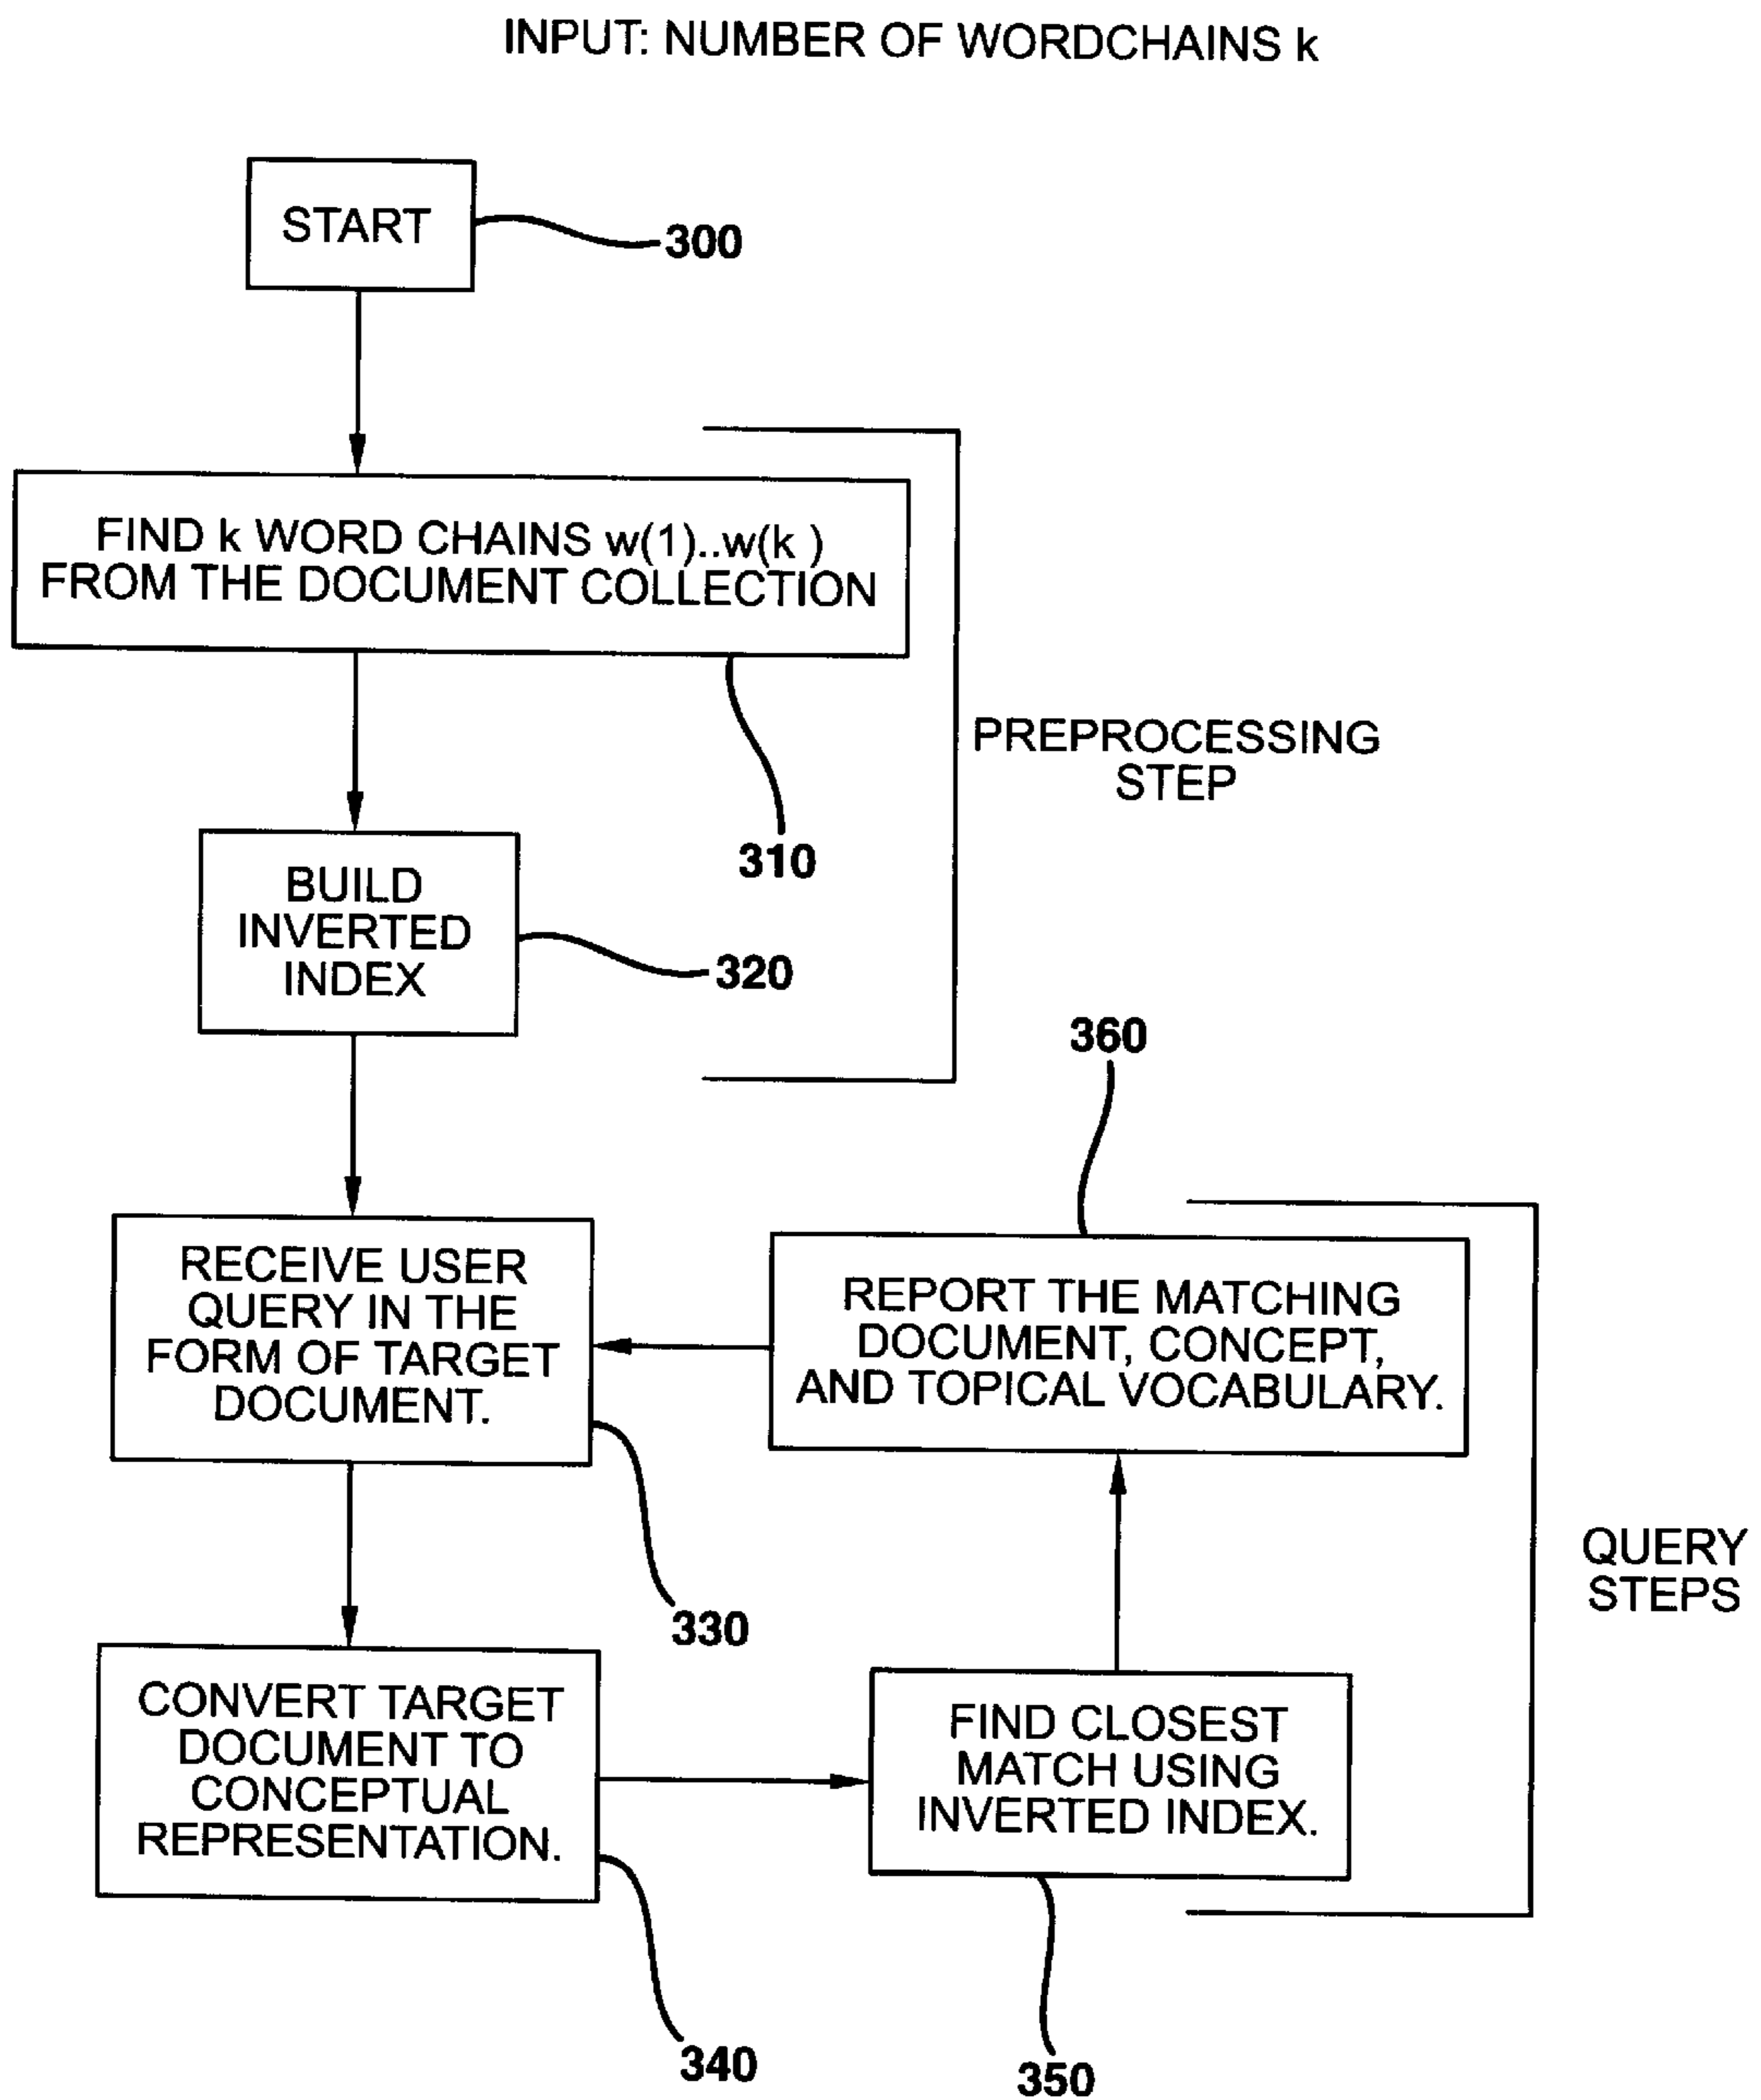 INPUT: NUMBER OF WORDCHAINS k
START
300
FIND k WORD CHAINS w(1)..w(k )
FROM THE DOCUMENT COLLECTION
310
PREPROCESSING
STEP
BUILD
INVERTED
INDEX
320
360
RECEIVE USER
QUERY IN THE
FORM OF TARGET
DOCUMENT.
330
REPORT THE MATCHING
DOCUMENT, CONCEPT,
AND TOPICAL VOCABULARY.
QUERY
STEPS
CONVERT TARGET
DOCUMENT TO
CONCEPTUAL
REPRESENTATION.
340
FIND CLOSEST
MATCH USING
INVERTED INDEX.
350